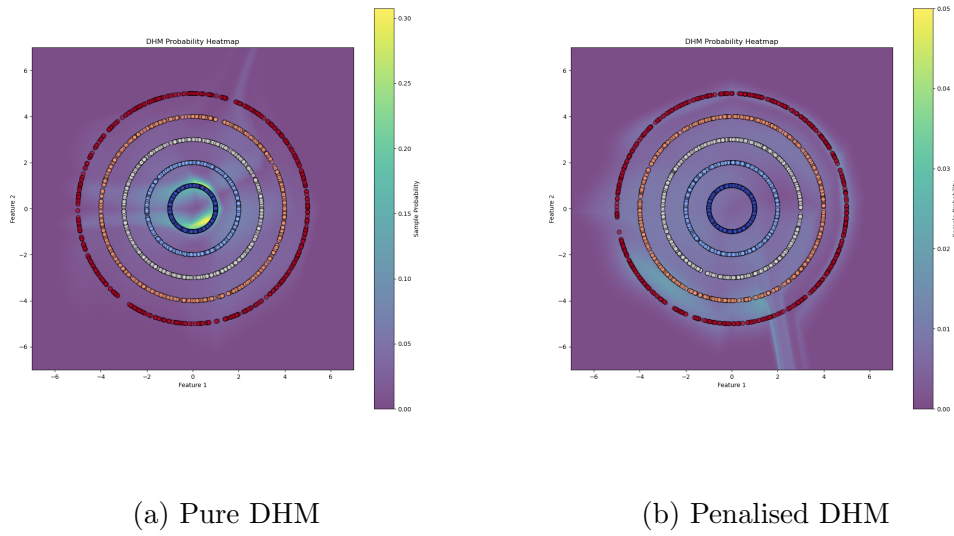 DHM Probability Heatmap
6
4
2
0
−2
−4
−6
Feature 2
−6 −4 −2 0 2 4 6
Feature 1
0.30
0.25
0.20
0.15
0.10
0.05
0.00
Sample Probability
(a) Pure DHM
DHM Probability Heatmap
6
4
2
0
−2
−4
−6
Feature 2
−6 −4 −2 0 2 4 6
Feature 1
0.05
0.04
0.03
0.02
0.01
0.00
(b) Penalised DHM